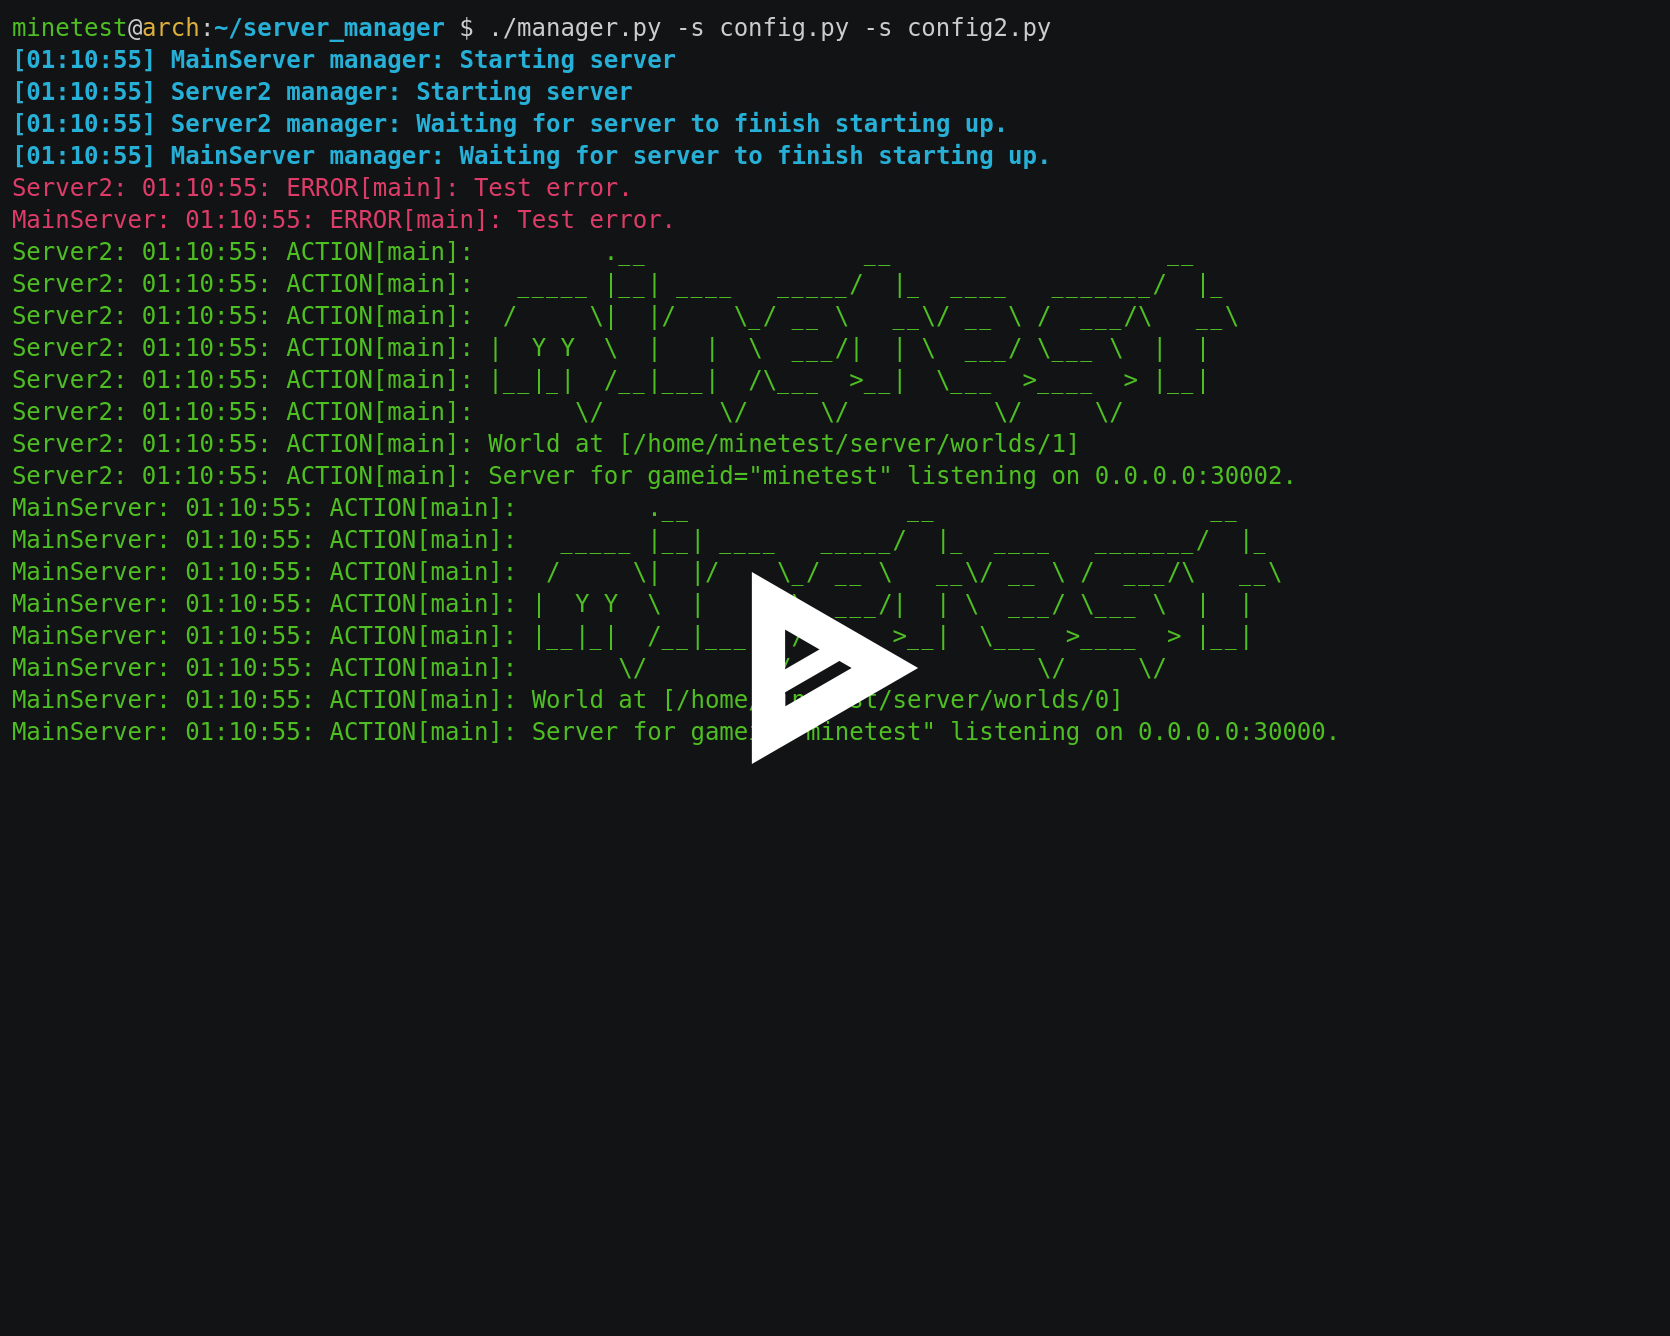 minetest@arch:~/server_manager $ ./manager.py -s config.py -s config2.py
[01:10:55] MainServer manager: Starting server
[01:10:55] Server2 manager: Starting server
[01:10:55] Server2 manager: Waiting for server to finish starting up.
[01:10:55] MainServer manager: Waiting for server to finish starting up.
Server2: 01:10:55: ERROR[main]: Test error.
MainServer: 01:10:55: ERROR[main]: Test error.
Server2: 01:10:55: ACTION[main]:         .__               __                   __
Server2: 01:10:55: ACTION[main]:   _____ |__| ____   _____/  |_  ____   _______/  |_
Server2: 01:10:55: ACTION[main]:  /     \|  |/    \_/ __ \   __\/ __ \ /  ___/\   __\
Server2: 01:10:55: ACTION[main]: |  Y Y  \  |   |  \  ___/|  | \  ___/ \___ \  |  |
Server2: 01:10:55: ACTION[main]: |__|_|  /__|___|  /\___  >__|  \___  >____  > |__|
Server2: 01:10:55: ACTION[main]:       \/        \/     \/          \/     \/
Server2: 01:10:55: ACTION[main]: World at [/home/minetest/server/worlds/1]
Server2: 01:10:55: ACTION[main]: Server for gameid="minetest" listening on 0.0.0.0:30002.
MainServer: 01:10:55: ACTION[main]:         .__               __                   __
MainServer: 01:10:55: ACTION[main]:   _____ |__| ____   _____/  |_  ____   _______/  |_
MainServer: 01:10:55: ACTION[main]:  /     \|  |/    \_/ __ \   __\/ __ \ /  ___/\   __\
MainServer: 01:10:55: ACTION[main]: |  Y Y  \  |   |  \  ___/|  | \  ___/ \___ \  |  |
MainServer: 01:10:55: ACTION[main]: |__|_|  /__|___|  /\___  >__|  \___  >____  > |__|
MainServer: 01:10:55: ACTION[main]:       \/        \/     \/          \/     \/
MainServer: 01:10:55: ACTION[main]: World at [/home/minetest/server/worlds/0]
MainServer: 01:10:55: ACTION[main]: Server for gameid="minetest" listening on 0.0.0.0:30000.